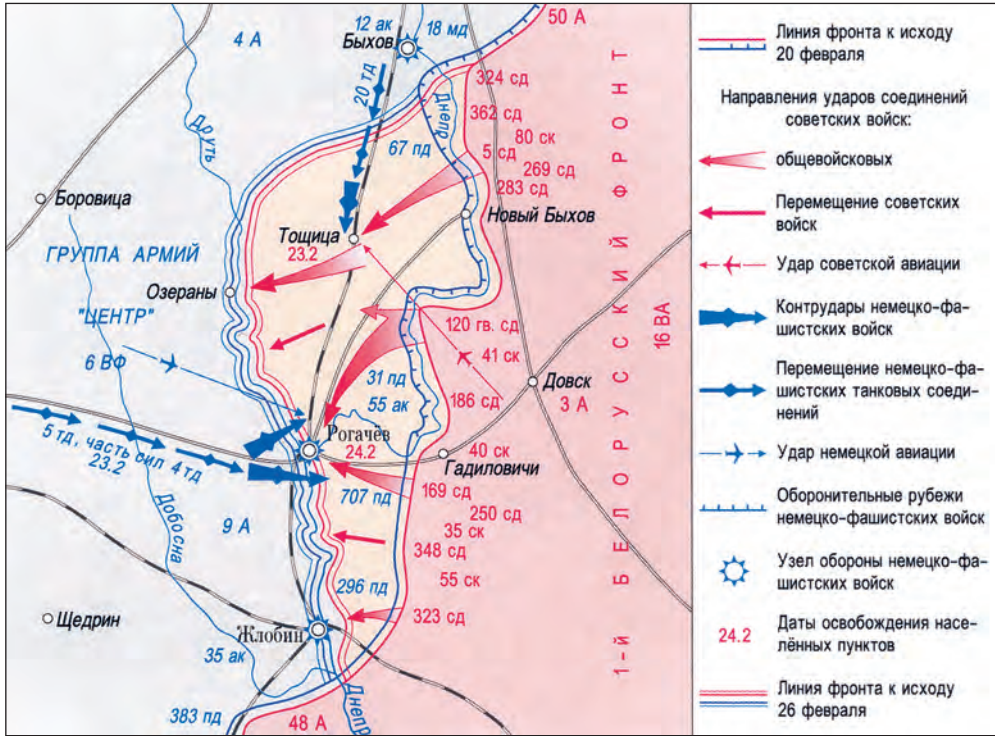 50 А
12 ак
18 мд
4 А
Быхов
20 тд
Днепр
324 сд
362 сд
80 ск
67 пд
5 сд
269 сд
283 сд
Друть
Боровица
Новый Быхов
Тощица
23.2
ГРУППА АРМИЙ
"ЦЕНТР"
Озераны
6 ВФ
120 гв. сд
41 ск
31 пд
55 ак
186 сд
Довск
3 А
16 ВА
1-й БЕЛОРУССКИЙ ФРОНТ
Рогачёв
24.2
40 ск
Гадиловичи
5 тд, часть сил 4 тд
23.2
707 пд
169 сд
250 сд
35 ск
348 сд
55 ск
Добосна
9 А
296 пд
323 сд
Щедрин
Жлобин
35 ак
383 пд
48 А
Днепр
Линия фронта к исходу
20 февраля
Направления ударов соединений
советских войск:
общевойсковых
Перемещение советских
войск
Удар советской авиации
Контрудары немецко-фа-
шистских войск
Перемещение немецко-фа-
шистских танковых соеди-
нений
Удар немецкой авиации
Оборонительные рубежи
немецко-фашистских войск
Узел обороны немецко-фа-
шистских войск
24.2
Даты освобождения насе-
лённых пунктов
Линия фронта к исходу
26 февраля